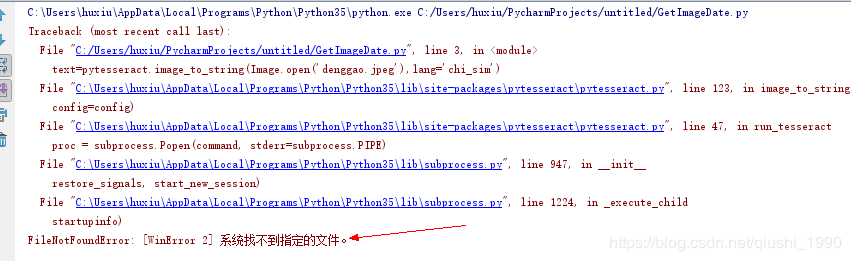 C:\Users\huxiu\AppData\Local\Programs\Python\Python35\python.exe C:/Users/huxiu/PycharmProjects/untitled/GetImageDate.py
Traceback (most recent call last):
File "C:/Users/huxiu/PycharmProjects/untitled/GetImageDate.py", line 3, in <module>
text=pytesseract.image_to_string(Image.open('denggao.jpeg'),lang='chi_sim')
File "C:\Users\huxiu\AppData\Local\Programs\Python\Python35\lib\site-packages\pytesseract\pytesseract.py", line 123, in image_to_string
config=config)
File "C:\Users\huxiu\AppData\Local\Programs\Python\Python35\lib\site-packages\pytesseract\pytesseract.py", line 47, in run_tesseract
proc = subprocess.Popen(command, stderr=subprocess.PIPE)
File "C:\Users\huxiu\AppData\Local\Programs\Python\Python35\lib\subprocess.py", line 947, in __init__
restore_signals, start_new_session)
File "C:\Users\huxiu\AppData\Local\Programs\Python\Python35\lib\subprocess.py", line 1224, in _execute_child
startupinfo)
FileNotFoundError: [WinError 2] 系统找不到指定的文件。
https://blog.csdn.net/qiushi_1990